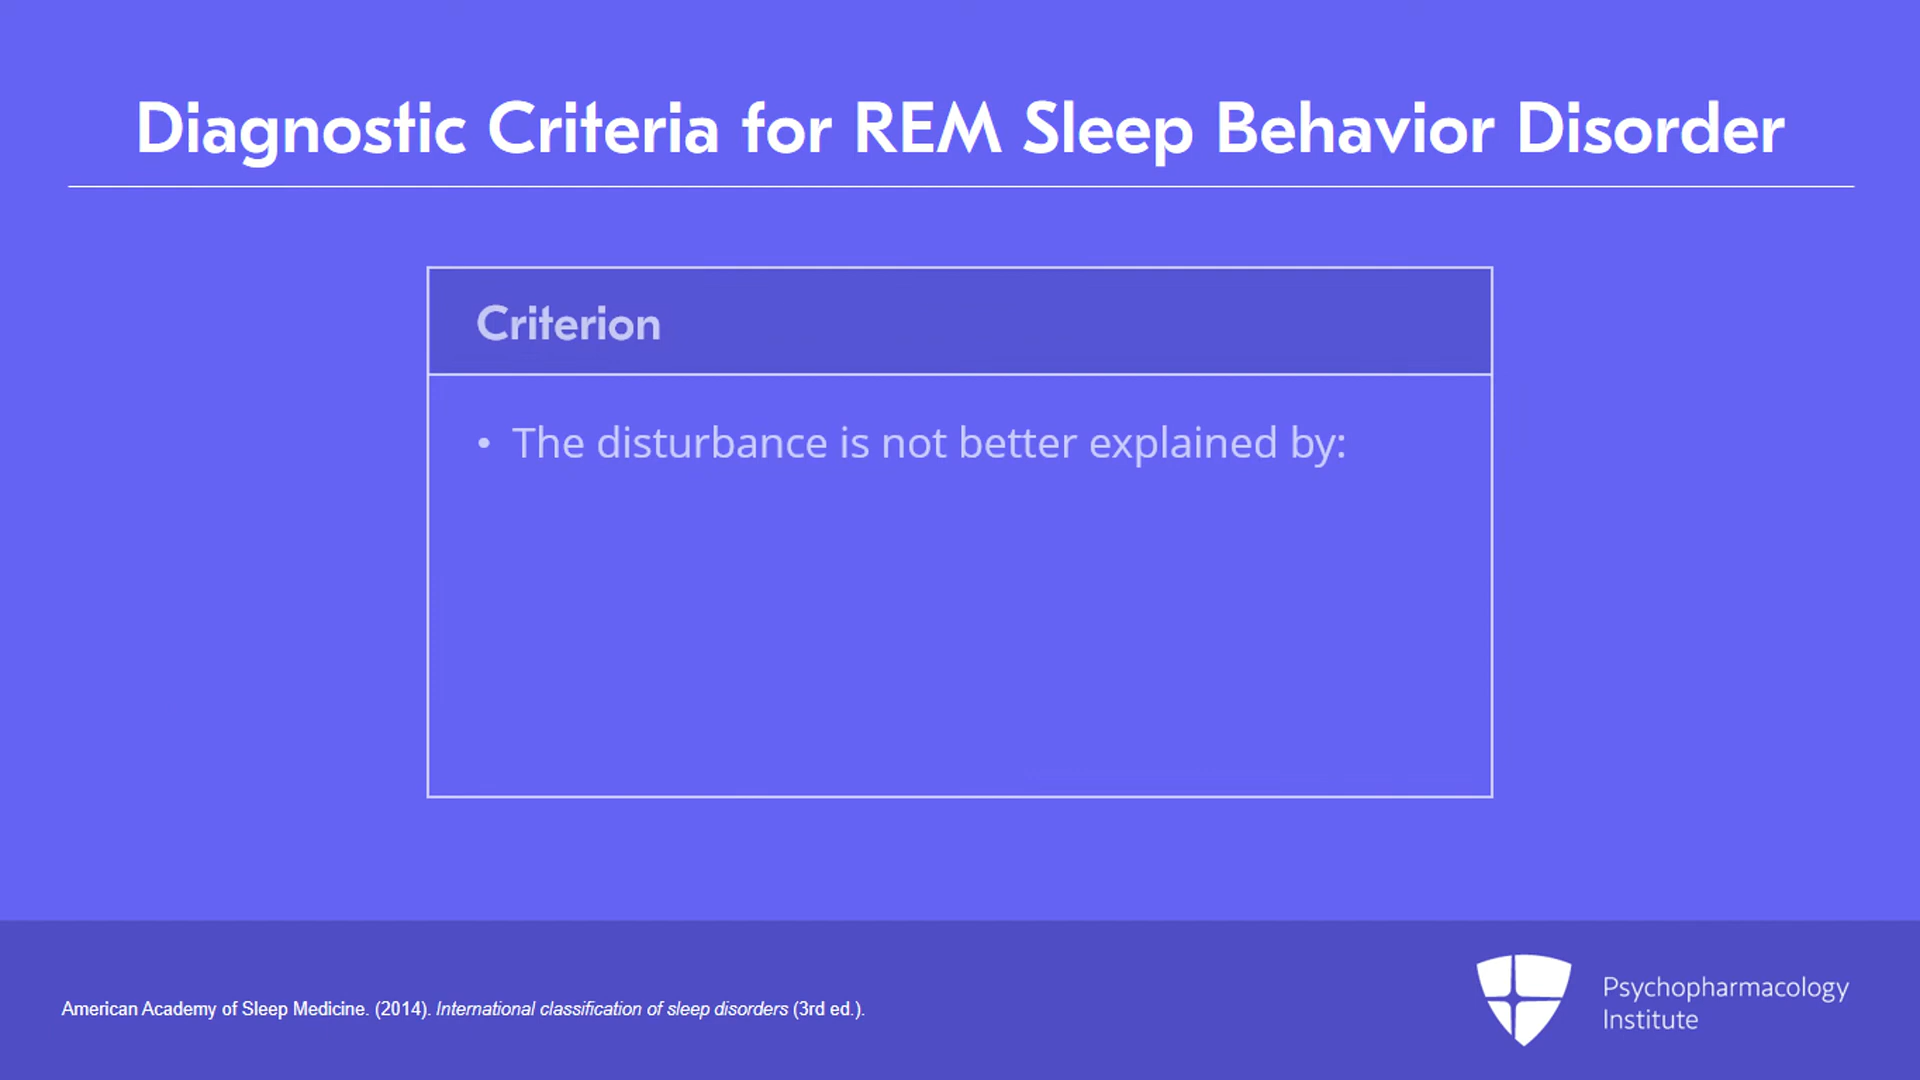 Diagnostic Criteria for REM Sleep Behavior Disorder
Criterion
• The disturbance is not better explained by:
American Academy of Sleep Medicine. (2014). International classification of sleep disorders (3rd ed.).
Psychopharmacology
Institute